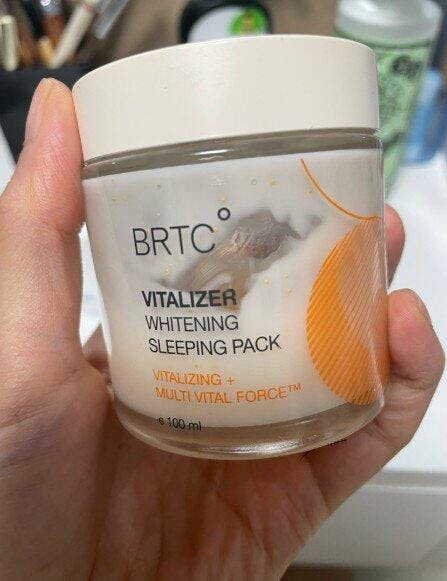 BRTC°
VITALIZER
WHITENING
SLEEPING PACK
VITALIZING +
MULTI VITAL FORCE™
e 100 ml